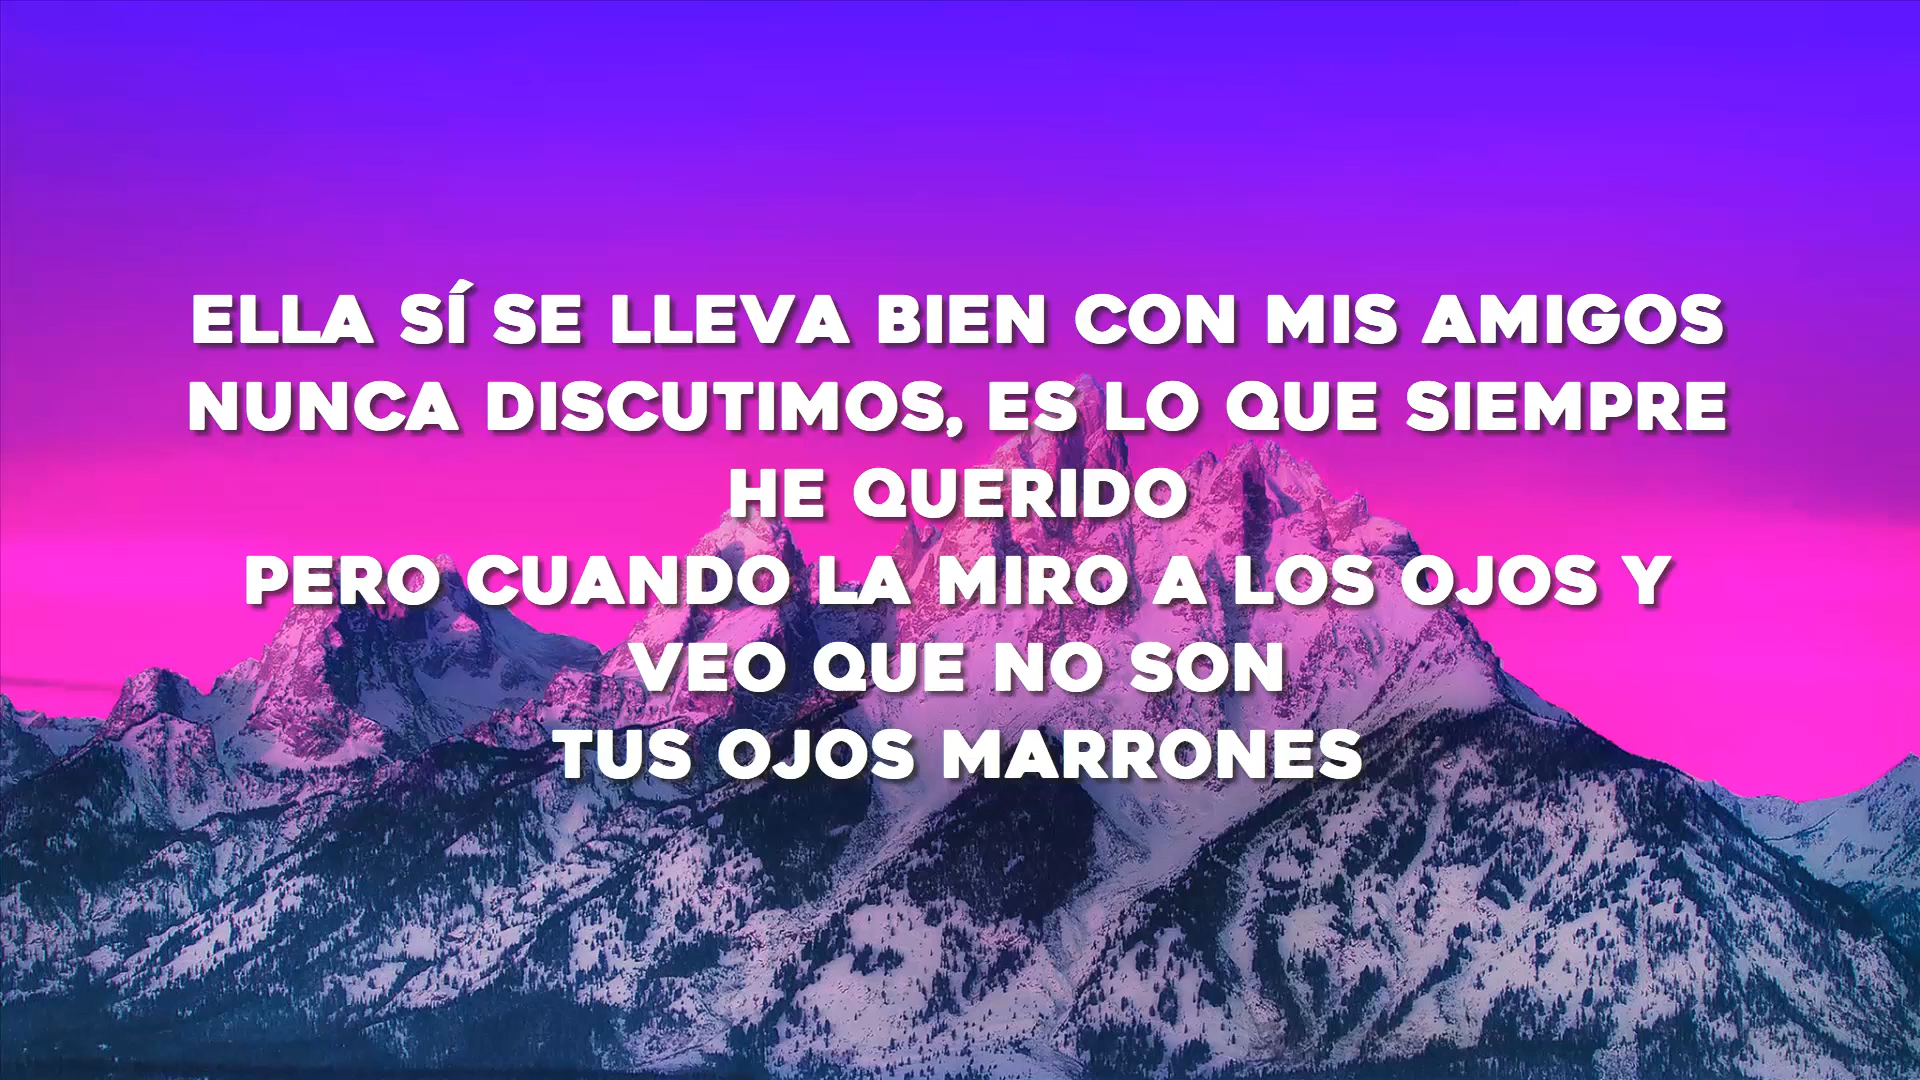 ELLA SÍ SE LLEVA BIEN CON MIS AMIGOS
NUNCA DISCUTIMOS, ES LO QUE SIEMPRE
HE QUERIDO
PERO CUANDO LA MIRO A LOS OJOS Y
VEO QUE NO SON
TUS OJOS MARRONES